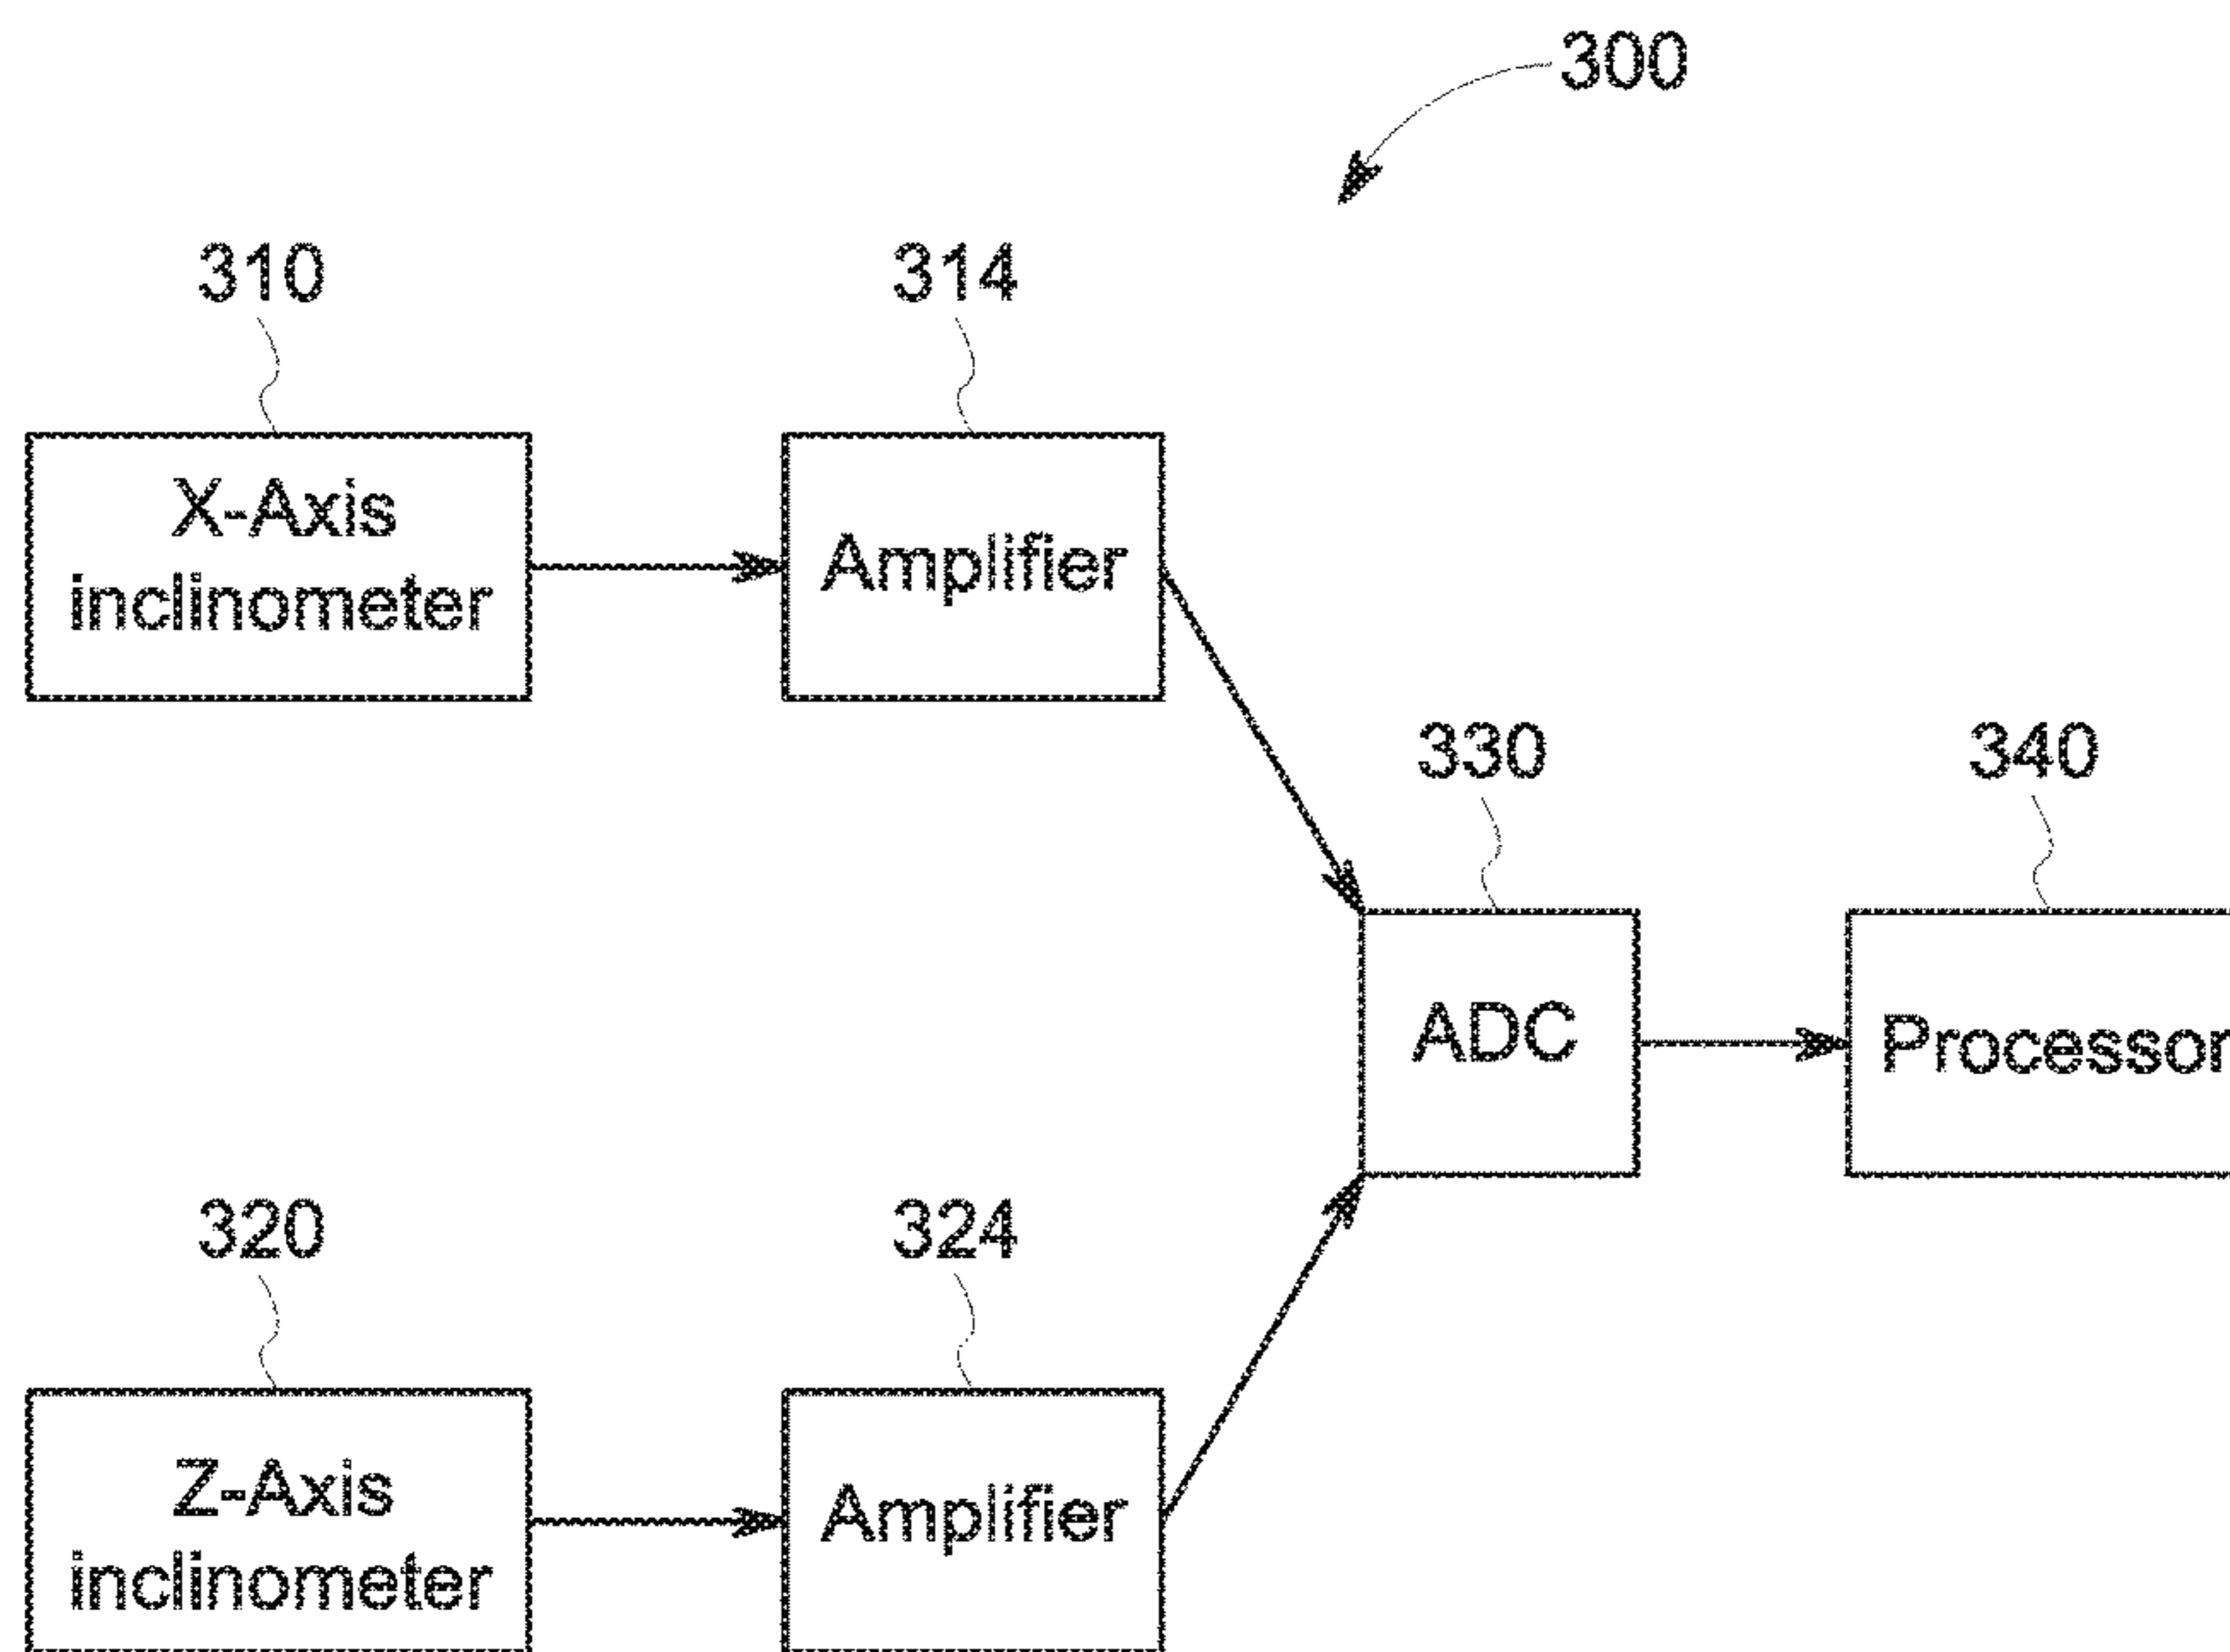 300
310
314
X-Axis
inclinometer
Amplifier
330
340
ADC
Processor
320
324
Z-Axis
inclinometer
Amplifier